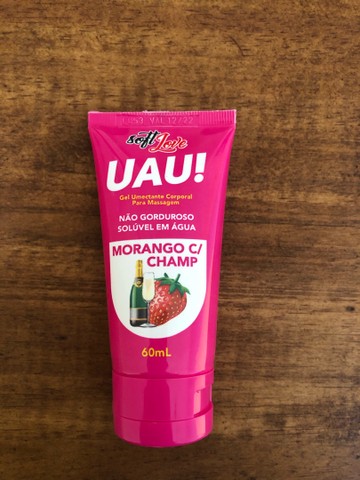 soft Love
UAU!
Gel Umectante Corporal
Para Massagem
NÃO GORDUROSO
SOLÚVEL EM ÁGUA
MORANGO C/
CHAMP
60mL